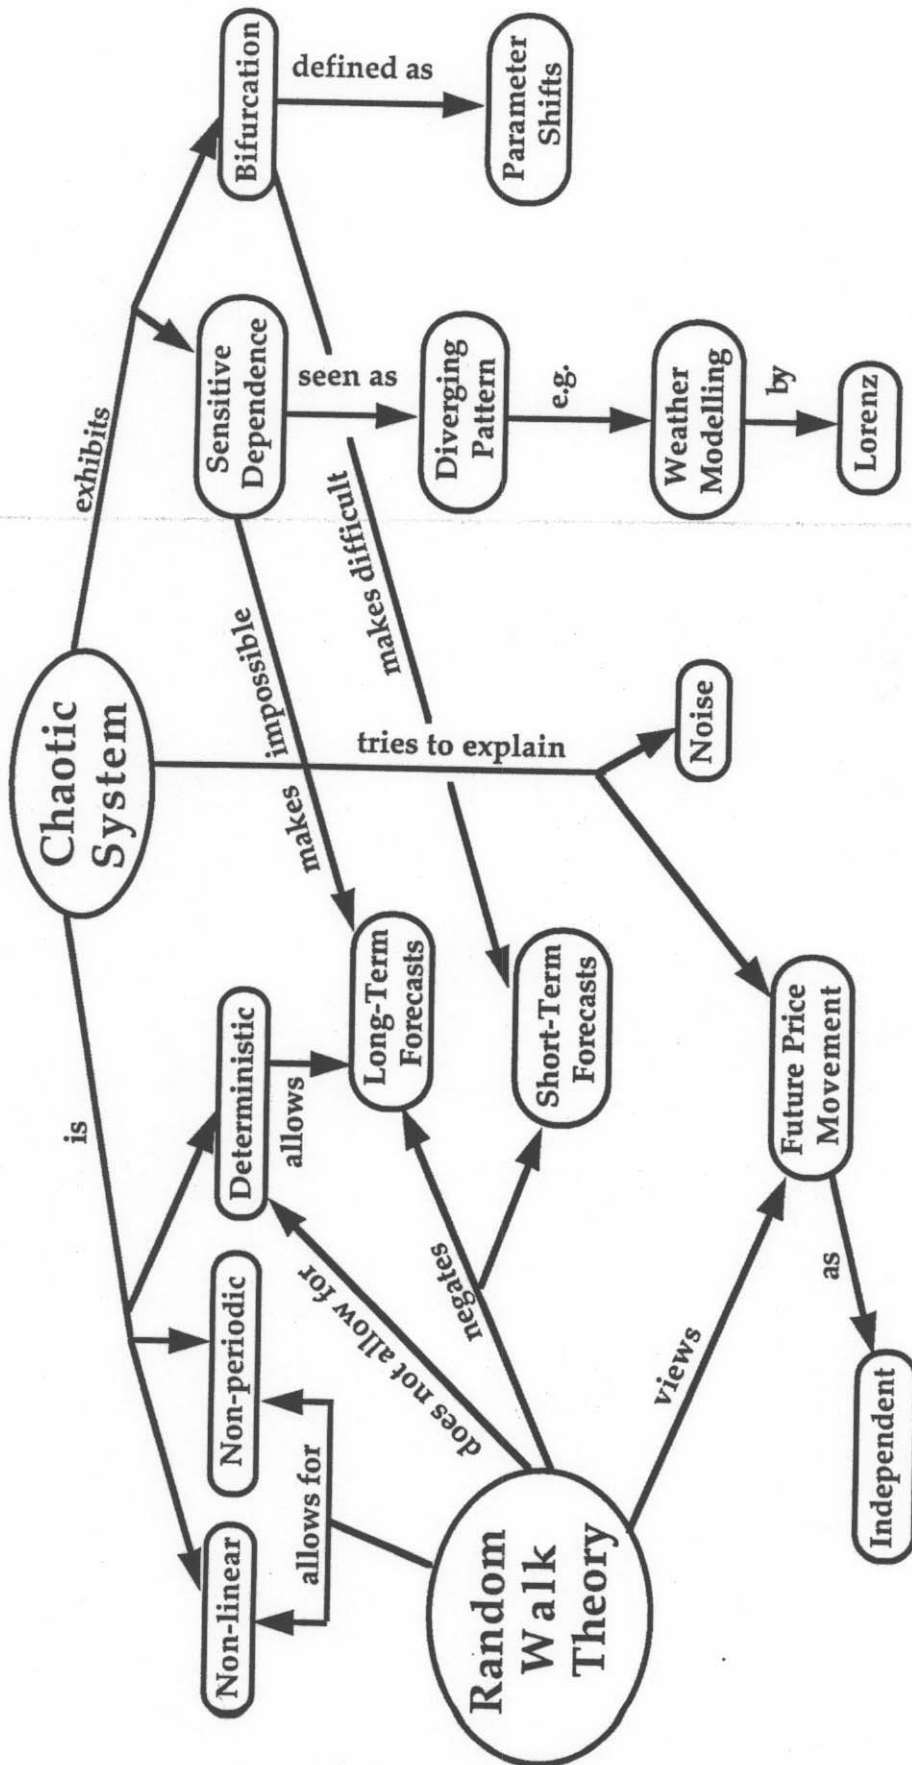 Chaotic
System
is
exhibits
Non-linear
Non-periodic
Deterministic
Sensitive
Dependence
Bifurcation
allows for
does not allow for
allows
makes
impossible
seen as
defined as
Long-Term
Forecasts
makes difficult
tries to explain
Diverging
Pattern
Parameter
Shifts
Random
Walk
Theory
negates
Short-Term
Forecasts
e.g.
Noise
Weather
Modelling
views
by
Future Price
Movement
Lorenz
as
Independent